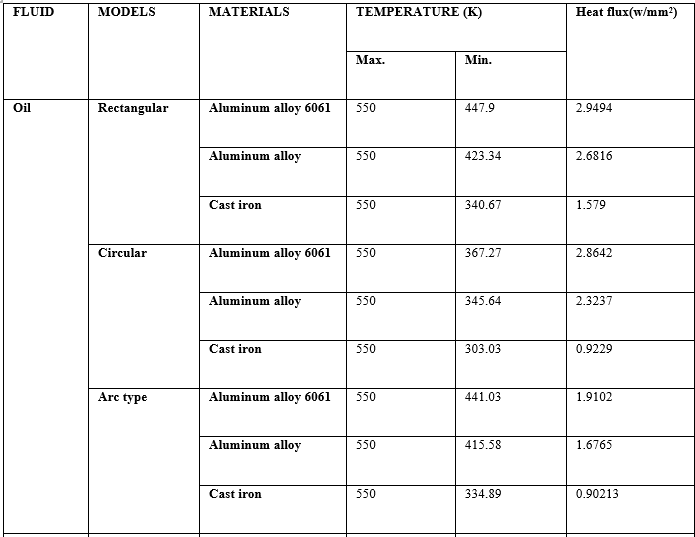 FLUID MODELS MATERIALS TEMPERATURE (K) Heat flux(w/mm²)
Max. Min.
Oil Rectangular Aluminum alloy 6061 550 447.9 2.9494
Aluminum alloy 550 423.34 2.6816
Cast iron 550 340.67 1.579
Circular Aluminum alloy 6061 550 367.27 2.8642
Aluminum alloy 550 345.64 2.3237
Cast iron 550 303.03 0.9229
Arc type Aluminum alloy 6061 550 441.03 1.9102
Aluminum alloy 550 415.58 1.6765
Cast iron 550 334.89 0.90213